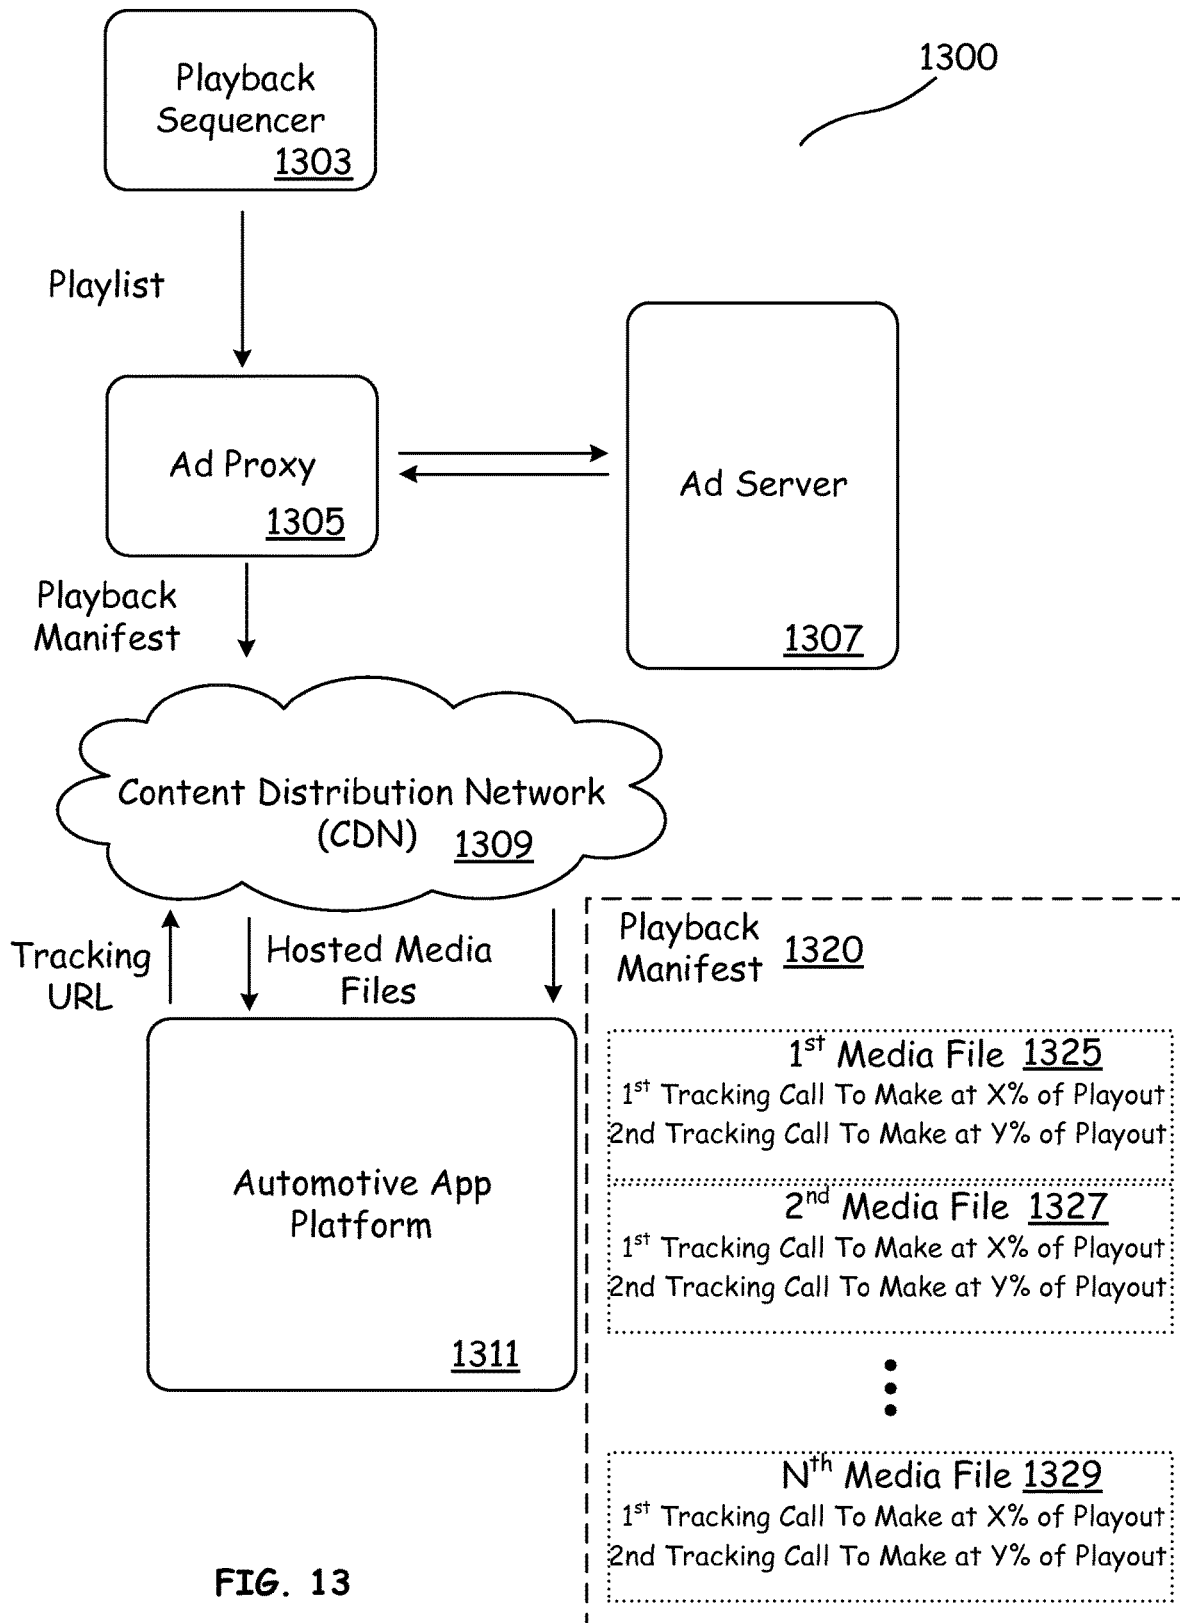 Playback
Sequencer
1303
1300
Playlist
Ad Proxy
1305
Ad Server
1307
Playback
Manifest
Content Distribution Network
(CDN) 1309
Tracking
URL
Hosted Media
Files
Automotive App
Platform
1311
Playback
Manifest 1320
1st Media File 1325
1st Tracking Call To Make at X% of Playout
2nd Tracking Call To Make at Y% of Playout
2nd Media File 1327
1st Tracking Call To Make at X% of Playout
2nd Tracking Call To Make at Y% of Playout
Nth Media File 1329
1st Tracking Call To Make at X% of Playout
2nd Tracking Call To Make at Y% of Playout
FIG. 13